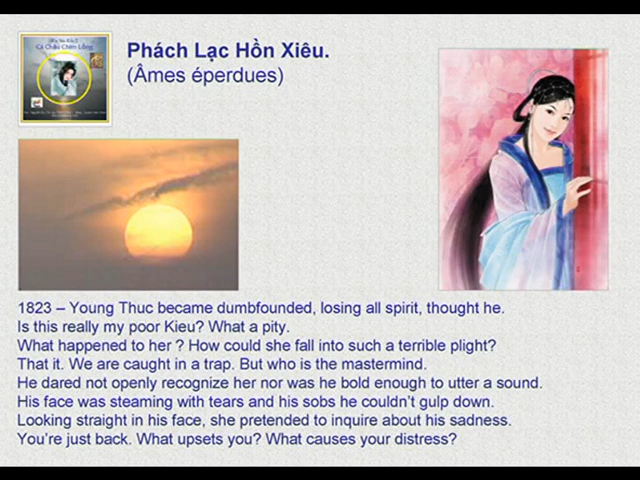 Cá Chậu Chim Lồng
Phách Lạc Hồn Xiêu.
(Âmes éperdues)
1823 – Young Thuc became dumbfounded, losing all spirit, thought he.
Is this really my poor Kieu? What a pity.
What happened to her ? How could she fall into such a terrible plight?
That it. We are caught in a trap. But who is the mastermind.
He dared not openly recognize her nor was he bold enough to utter a sound.
His face was steaming with tears and his sobs he couldn't gulp down.
Looking straight in his face, she pretended to inquire about his sadness.
You're just back. What upsets you? What causes your distress?